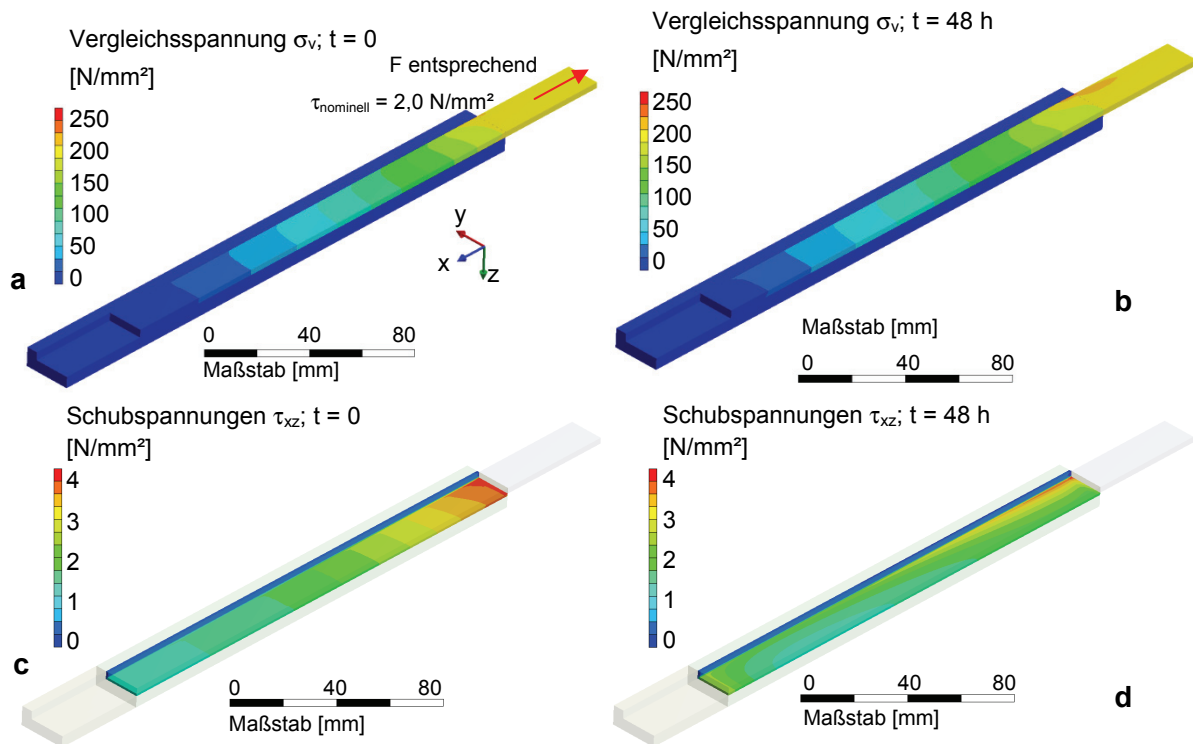 Vergleichsspannung σv; t = 0
[N/mm²]
F entsprechend
τnominell = 2,0 N/mm²
250
200
150
100
50
0
y
x
z
a
0 40 80
Maßstab [mm]
Vergleichsspannung σv; t = 48 h
[N/mm²]
250
200
150
100
50
0
b
Maßstab [mm]
0 40 80
Schubspannungen τxz; t = 0
[N/mm²]
4
3
2
1
0
c
0 40 80
Maßstab [mm]
Schubspannungen τxz; t = 48 h
[N/mm²]
4
3
2
1
0
0 40 80
Maßstab [mm]
d